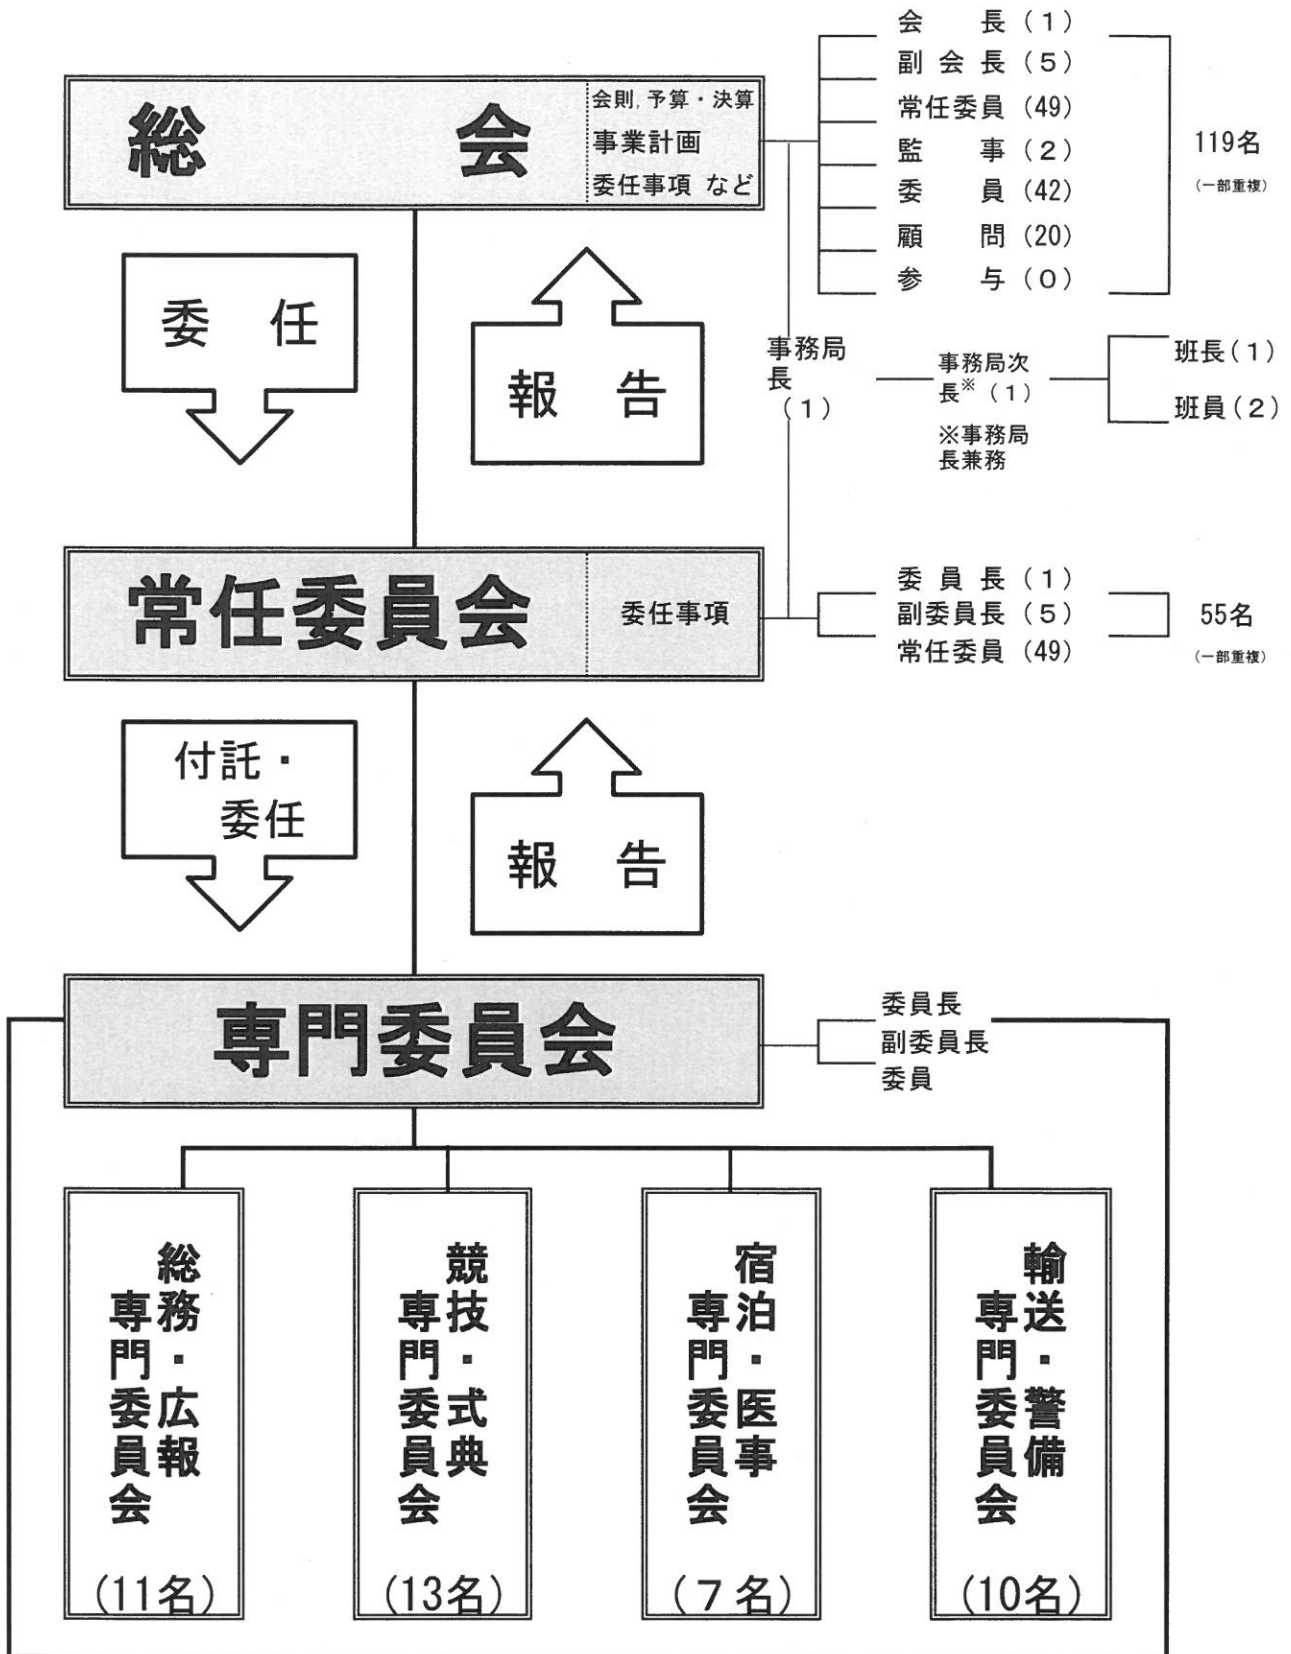 総　会
会則, 予算・決算
事業計画
委任事項 など
会　長 (1)
副会長 (5)
常任委員 (49)
監　事 (2)
委　員 (42)
顧　問 (20)
参　与 (0)
119名
(一部重複)
委　任
報　告
事務局
長
(1)
事務局次
長※ (1)
※事務局
長兼務
班長(1)
班員(2)
常任委員会
委任事項
委員長 (1)
副委員長 (5)
常任委員 (49)
55名
(一部重複)
付託・
委任
報　告
専門委員会
委員長
副委員長
委員
総務・広報
専門委員会
(11名)
競技・式典
専門委員会
(13名)
宿泊・医事
専門委員会
(7名)
輸送・警備
専門委員会
(10名)